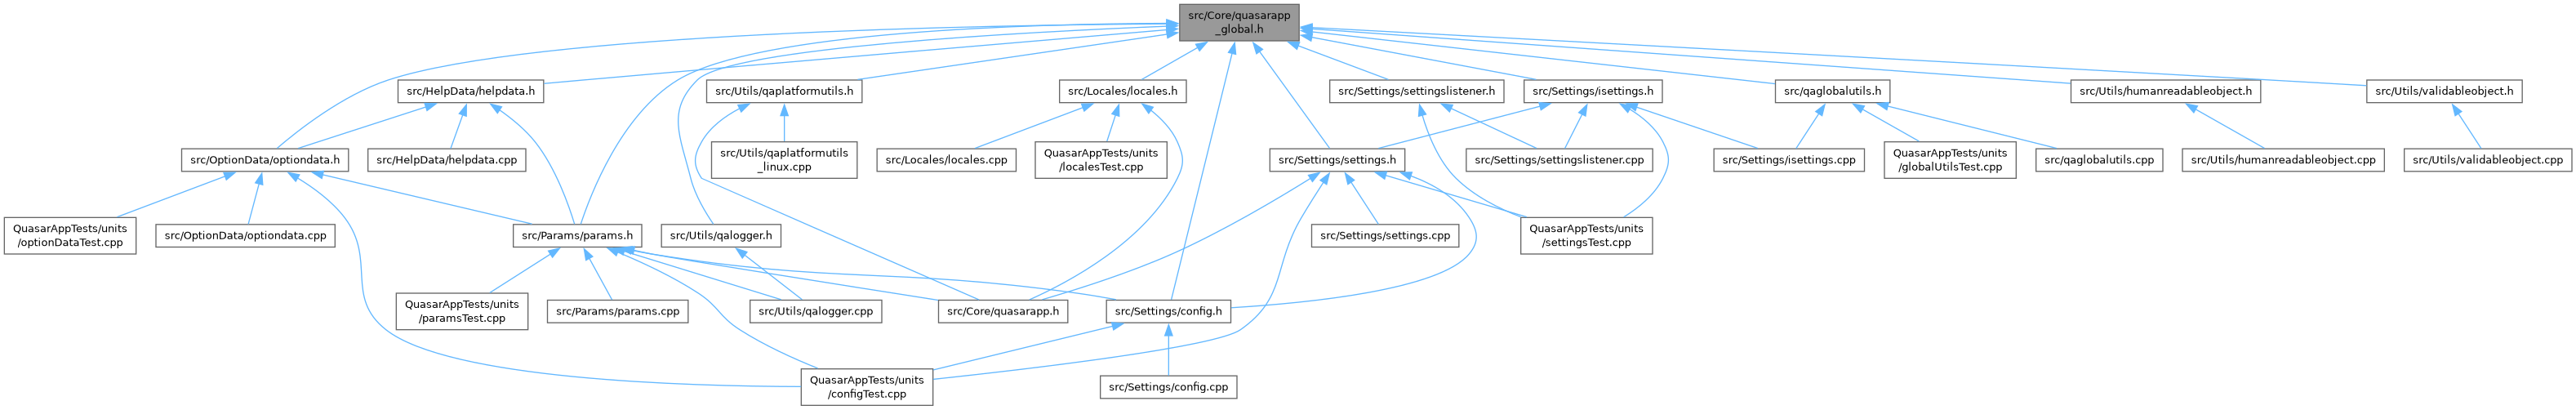 src/Core/quasarapp
_global.h
src/HelpData/helpdata.h
src/Utils/qaplatformutils.h
src/Locales/locales.h
src/Settings/settingslistener.h
src/Settings/isettings.h
src/qaglobalutils.h
src/Utils/humanreadableobject.h
src/Utils/validableobject.h
src/OptionData/optiondata.h
src/HelpData/helpdata.cpp
src/Utils/qaplatformutils
_linux.cpp
src/Locales/locales.cpp
QuasarAppTests/units
/localesTest.cpp
src/Settings/settings.h
src/Settings/settingslistener.cpp
src/Settings/isettings.cpp
QuasarAppTests/units
/globalUtilsTest.cpp
src/qaglobalutils.cpp
src/Utils/humanreadableobject.cpp
src/Utils/validableobject.cpp
QuasarAppTests/units
/optionDataTest.cpp
src/OptionData/optiondata.cpp
src/Params/params.h
src/Utils/qalogger.h
src/Settings/settings.cpp
QuasarAppTests/units
/settingsTest.cpp
QuasarAppTests/units
/paramsTest.cpp
src/Params/params.cpp
src/Utils/qalogger.cpp
src/Core/quasarapp.h
src/Settings/config.h
QuasarAppTests/units
/configTest.cpp
src/Settings/config.cpp